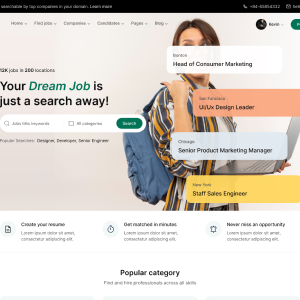 searchable by top companies in your domain. Learn more
+84-65853432
Home
Find jobs
Companies
Candidates
Pages
Blog
Kevin
12K jobs in 200 locations
Your Dream Job is
just a search away!
Jobs title, keywords
All categories
Search
Popular Searches: Designer, Developer, Senior Engineer
Boston
Head of Consumer Marketing
San Francisco
Ui/Ux Design Leader
Chicago
Senior Product Marketing Manager
New York
Staff Sales Engineer
Create your resume
Lorem ipsum dolor sit amet,
consectetur adipiscing elit.
Get matched in minutes
Lorem ipsum dolor sit amet,
consectetur adipiscing elit.
Never miss an opportunity
Lorem ipsum dolor sit amet,
consectetur adipiscing elit.
Popular category
Find and hire professionals across all skills